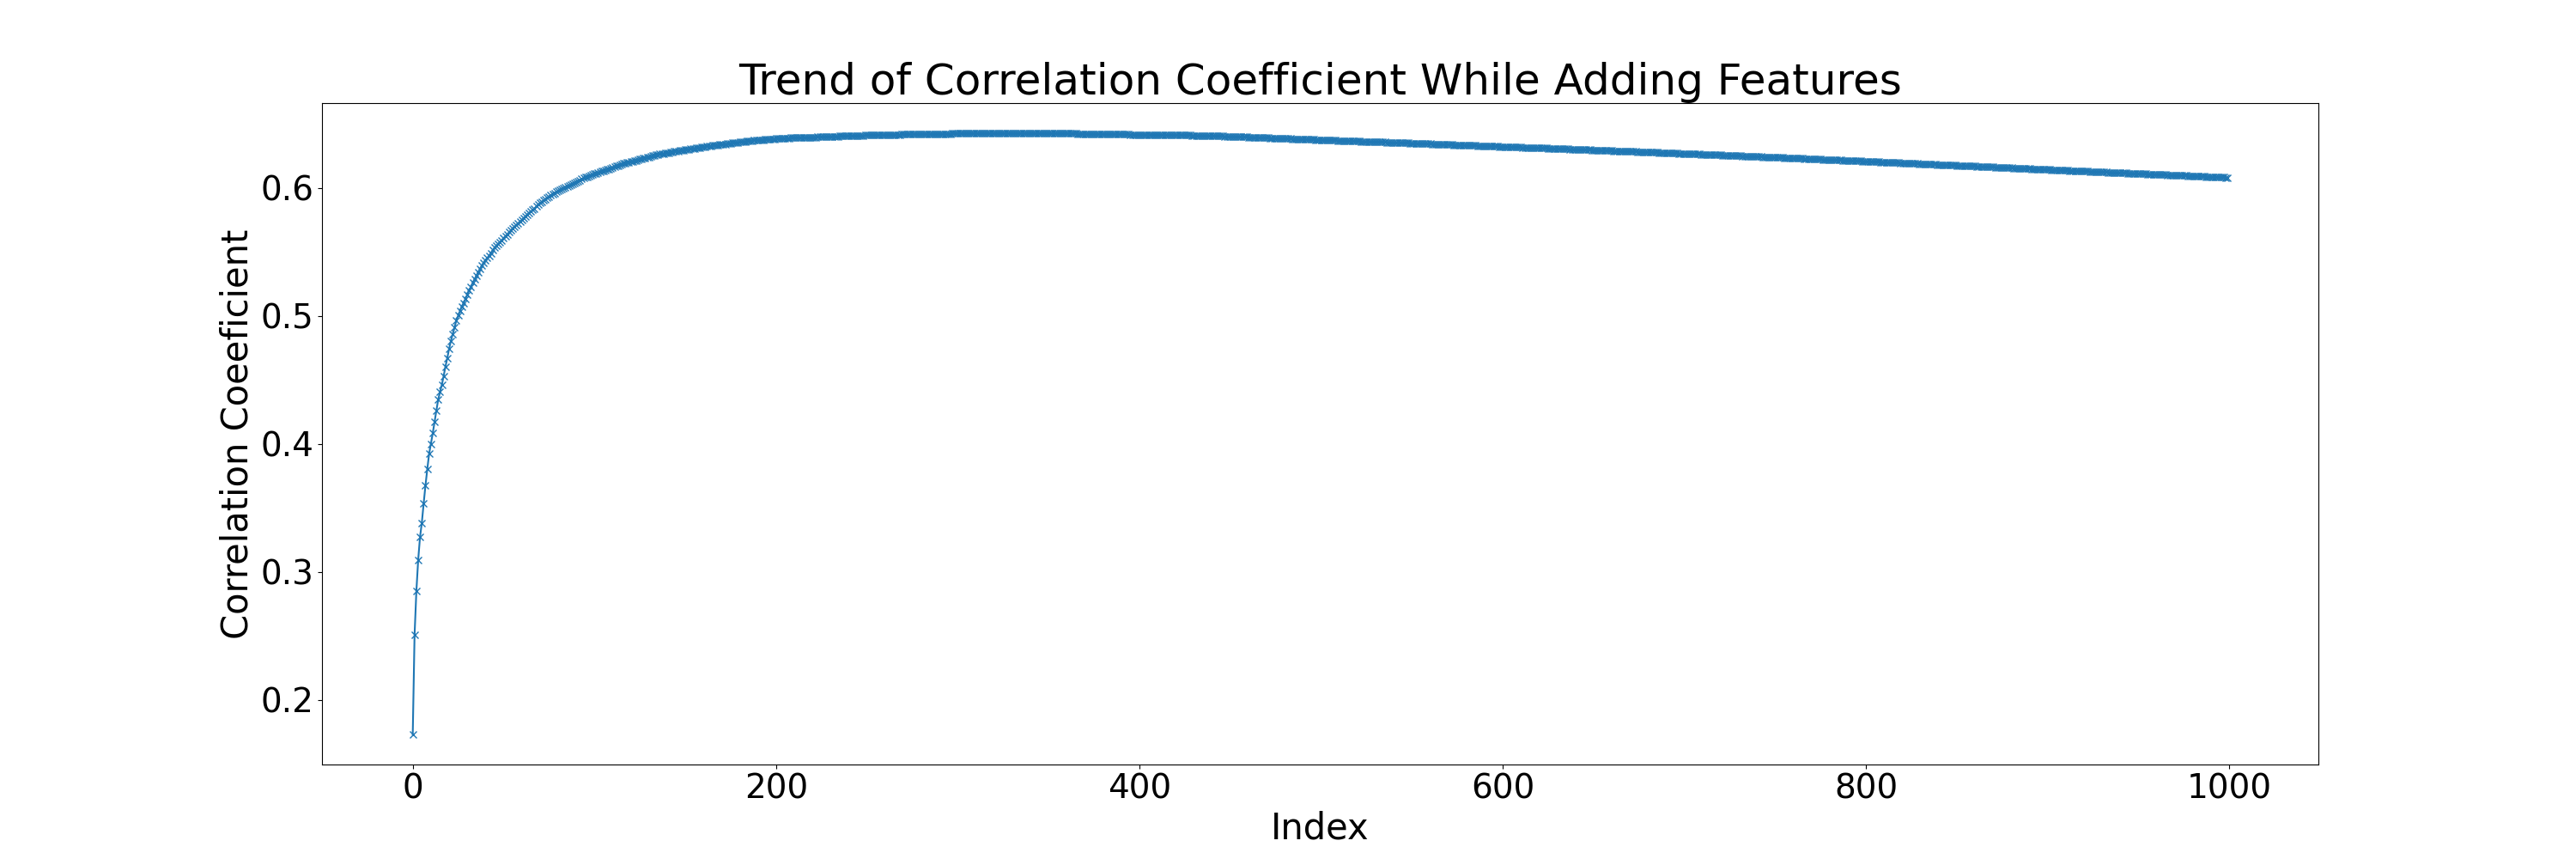 Trend of Correlation Coefficient While Adding Features
Correlation Coeeficient
0.6
0.5
0.4
0.3
0.2
0 200 400 600 800 1000
Index